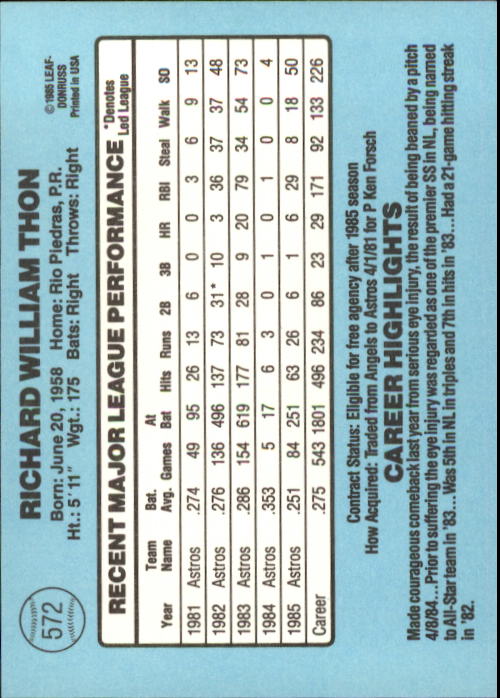 572
RICHARD WILLIAM THON
© 1985 LEAF-
DONRUSS
Printed in USA
Born: June 20, 1958 Home: Rio Piedras, P.R.
Ht.: 5' 11" Wgt.: 175 Bats: Right Throws: Right
RECENT MAJOR LEAGUE PERFORMANCE *Denotes Led League
Year Team Name Bat. Avg. Games At Bat Hits Runs 2B 3B HR RBI Steal Walk SO
1981 Astros .274 49 95 26 13 6 0 0 3 6 9 13
1982 Astros .276 136 496 137 73 31* 10 3 36 37 37 48
1983 Astros .286 154 619 177 81 28 9 20 79 34 54 73
1984 Astros .353 5 17 6 3 0 1 0 1 0 0 4
1985 Astros .251 84 251 63 26 6 1 6 29 8 18 50
Career .275 543 1801 496 234 86 23 29 171 92 133 226
Contract Status: Eligible for free agency after 1985 season
How Acquired: Traded from Angels to Astros 4/1/81 for P Ken Forsch
CAREER HIGHLIGHTS
Made courageous comeback last year from serious eye injury, the result of being beaned by a pitch
4/8/84...Prior to suffering the eye injury was regarded as one of the premier SS in NL, being named
to All-Star team in '83...Was 5th in NL in triples and 7th in hits in '83...Had a 21-game hitting streak
in '82.